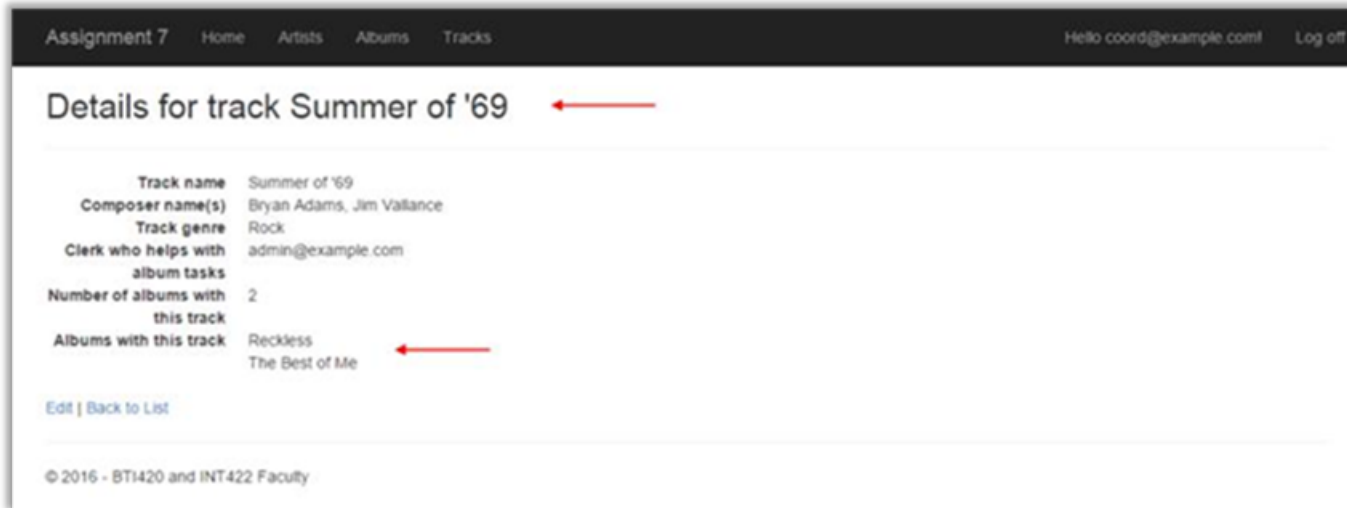 Assignment 7 Home Artists Albums Tracks Hello coord@example.com! Log off
Details for track Summer of '69
Track name Summer of '69
Composer name(s) Bryan Adams, Jim Vallance
Track genre Rock
Clerk who helps with admin@example.com
album tasks
Number of albums with 2
this track
Albums with this track Reckless
The Best of Me
Edit | Back to List
© 2016 - BTI420 and INT422 Faculty